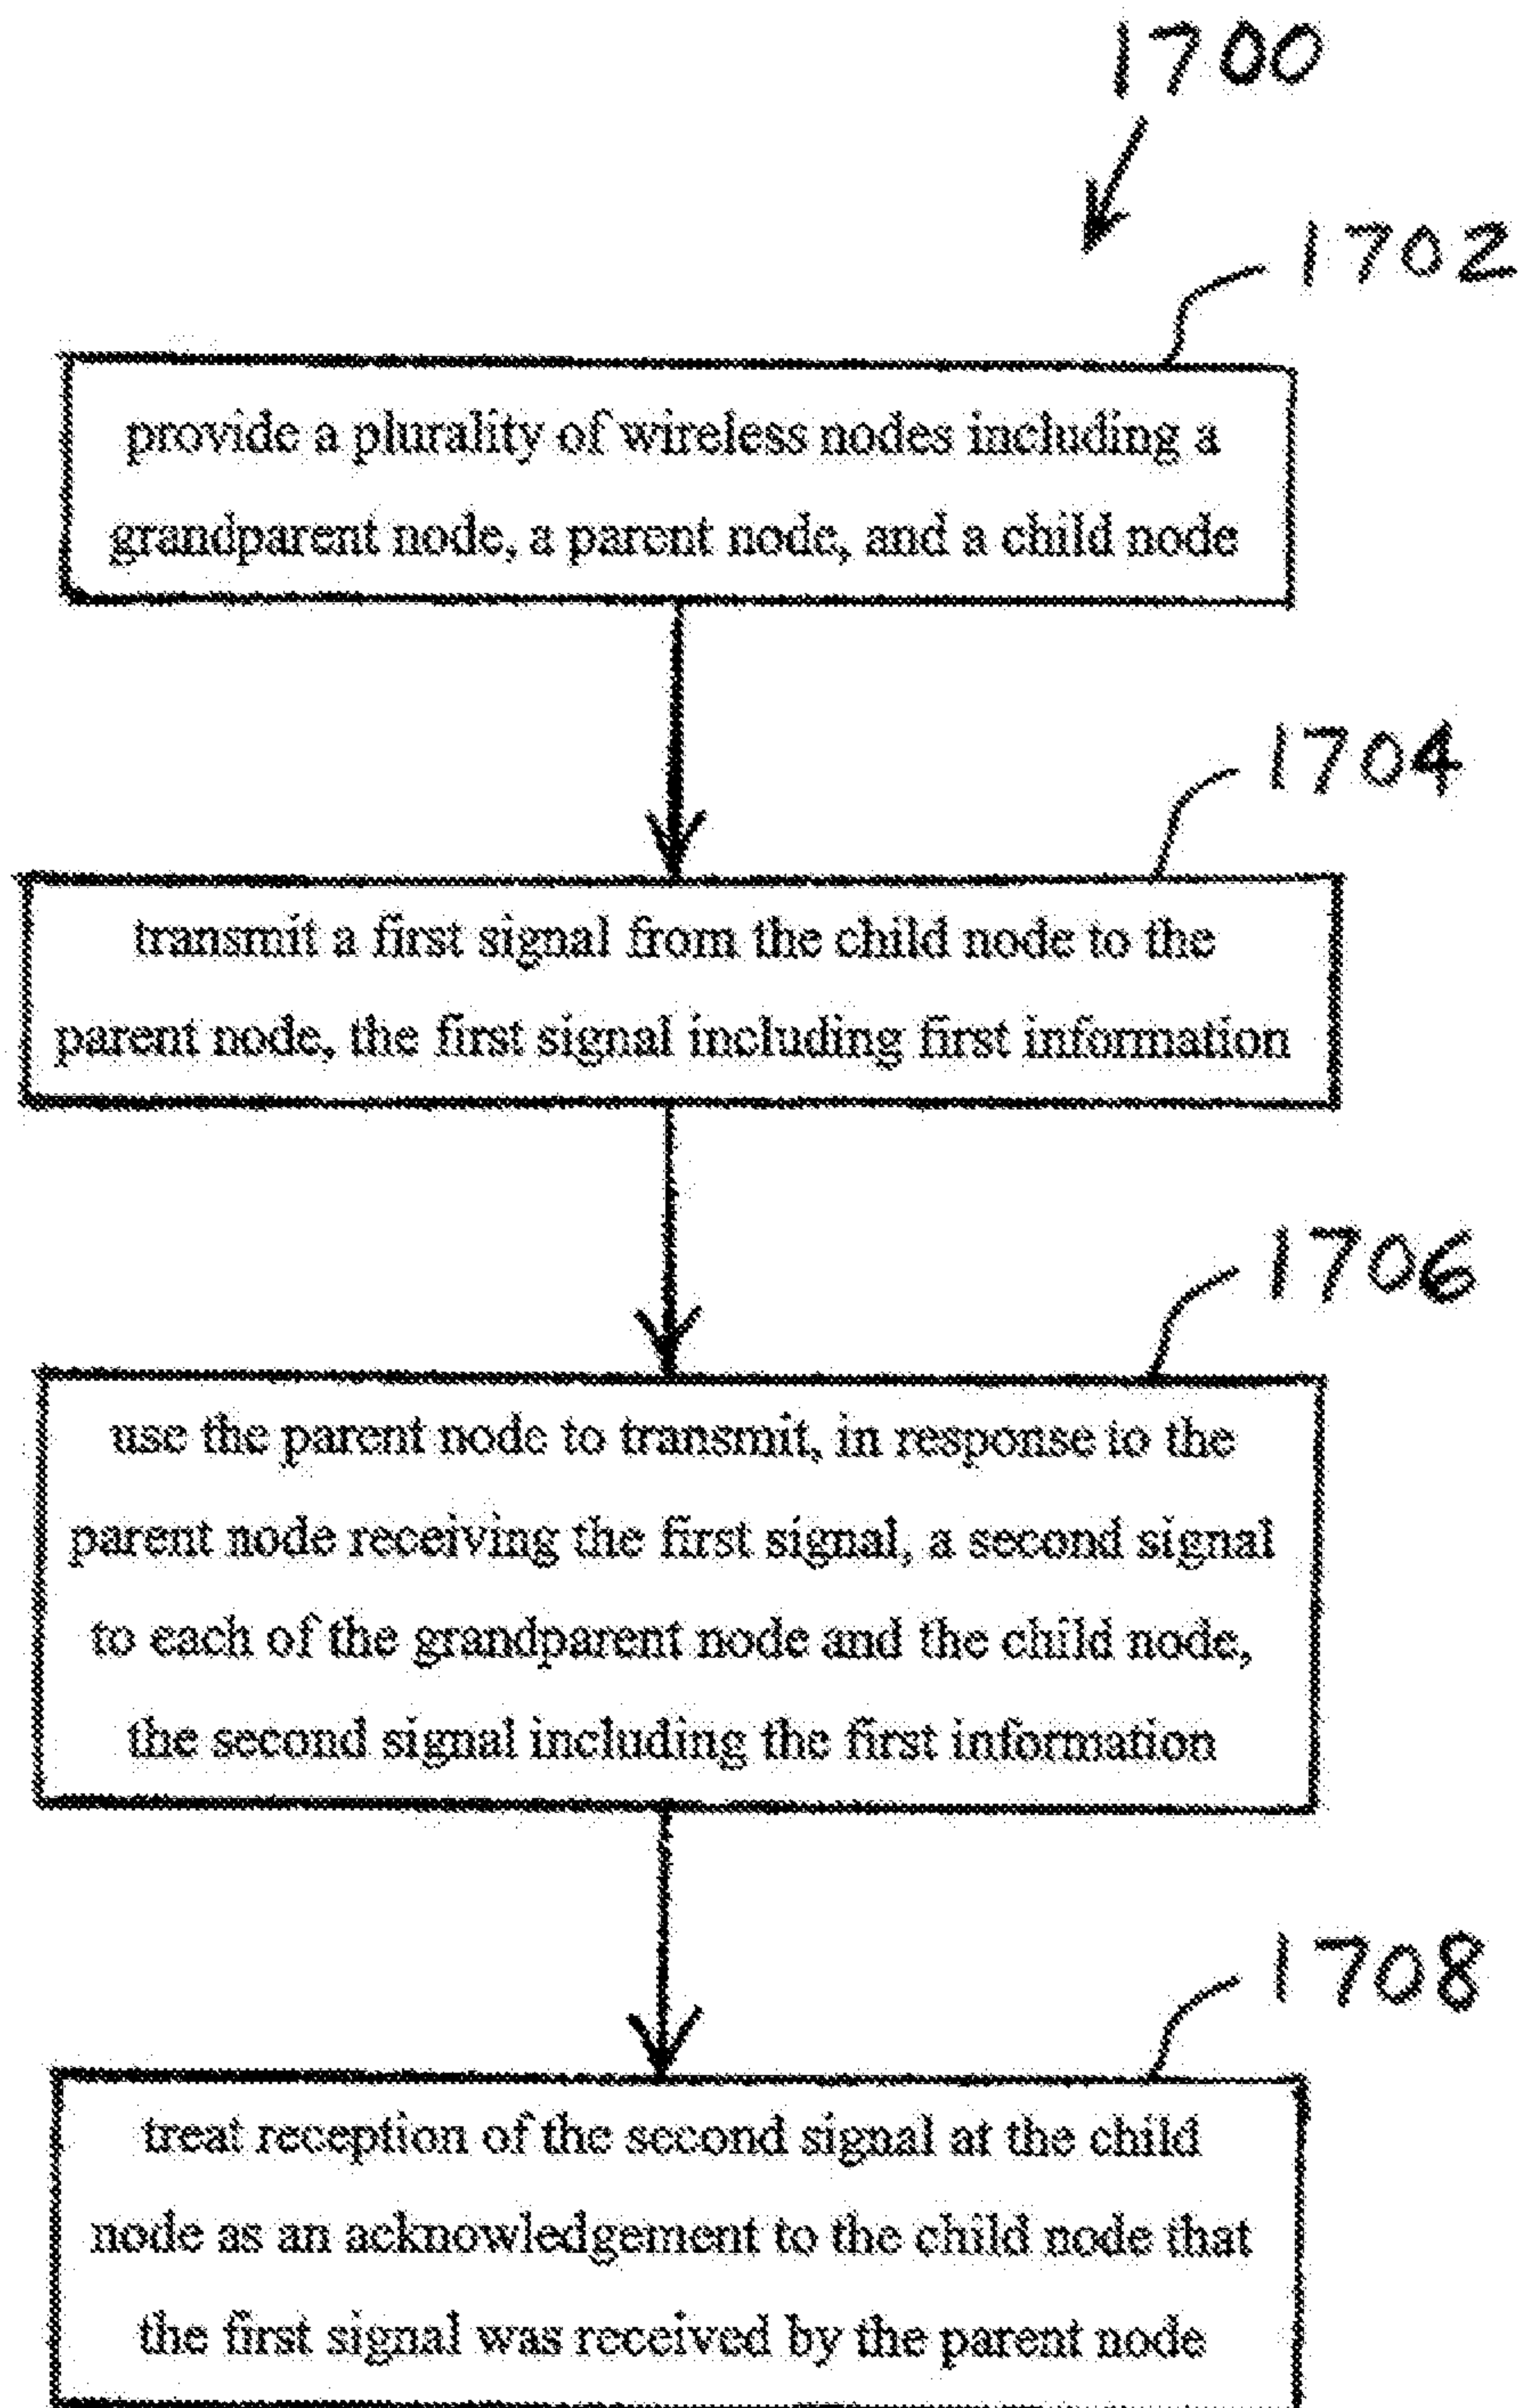 1700
1702
provide a plurality of wireless nodes including a
grandparent node, a parent node, and a child node
1704
transmit a first signal from the child node to the
parent node, the first signal including first information
1706
use the parent node to transmit, in response to the
parent node receiving the first signal, a second signal
to each of the grandparent node and the child node,
the second signal including the first information
1708
treat reception of the second signal at the child
node as an acknowledgement to the child node that
the first signal was received by the parent node